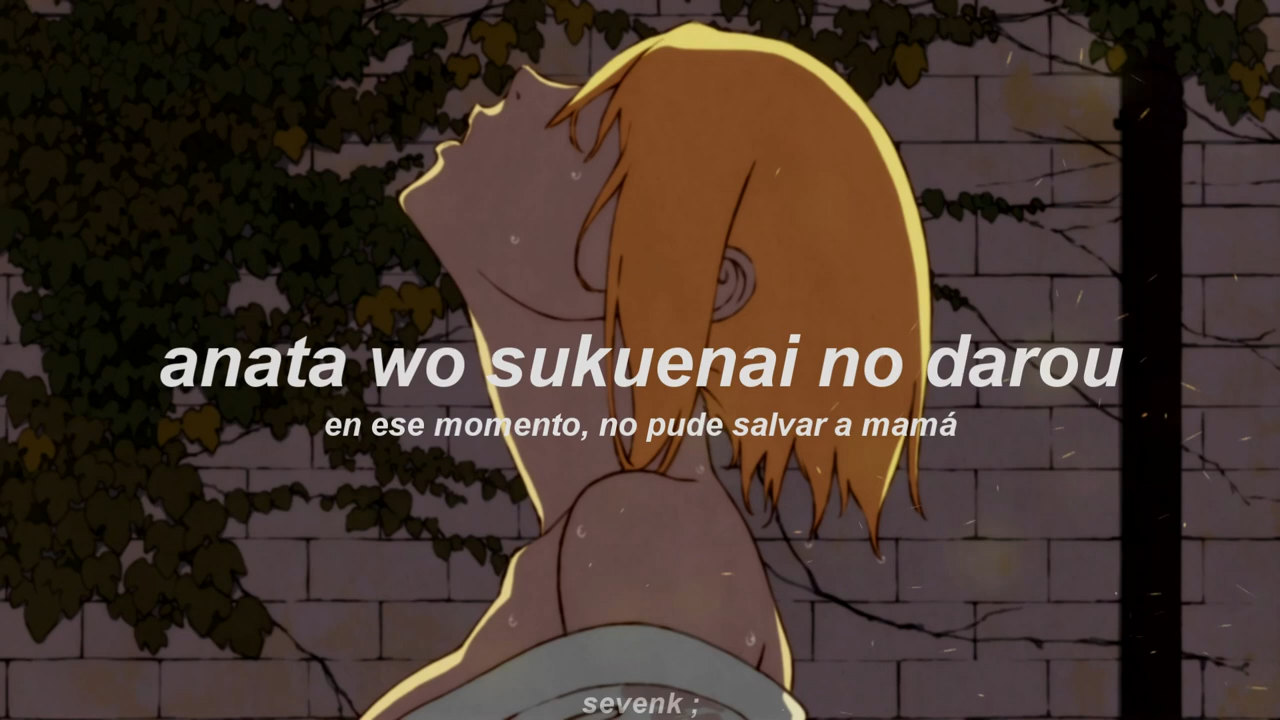 anata wo sukuenai no darou
en ese momento, no pude salvar a mamá
sevenk ;